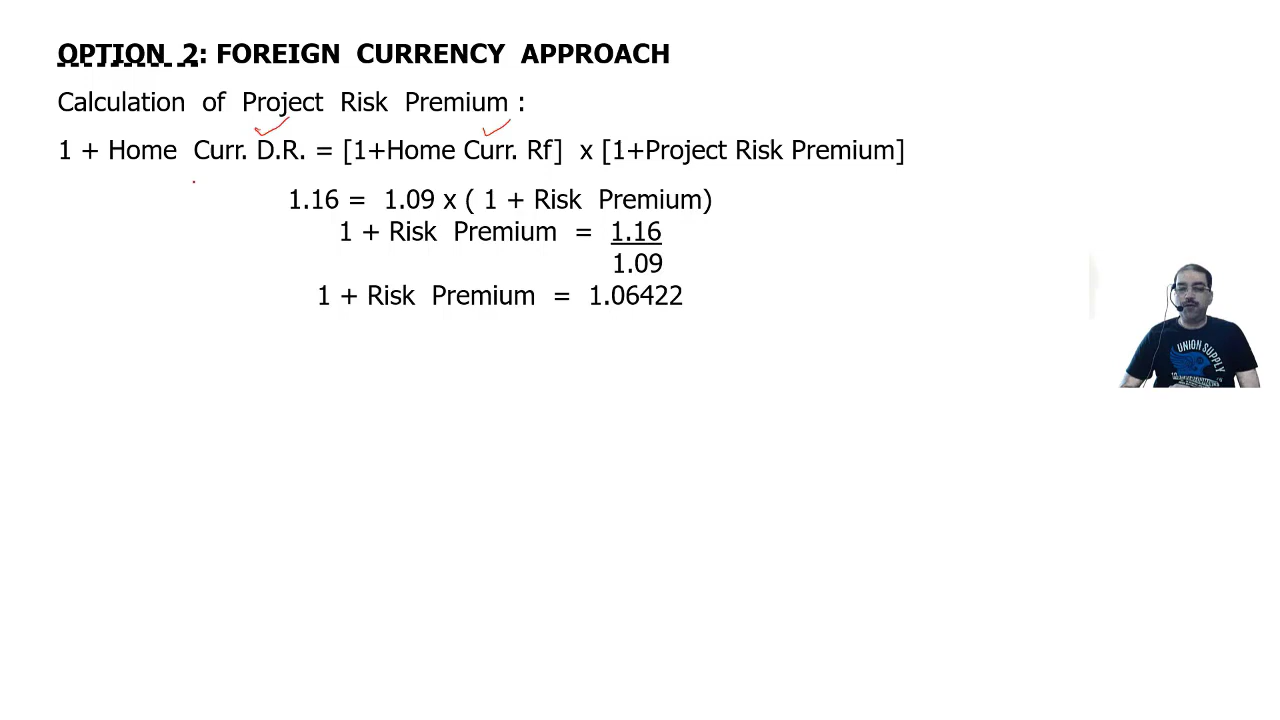 OPTION 2: FOREIGN CURRENCY APPROACH
Calculation of Project Risk Premium :
1 + Home Curr. D.R. = [1+Home Curr. Rf] x [1+Project Risk Premium]
1.16 = 1.09 x ( 1 + Risk Premium)
1 + Risk Premium = 1.16
1.09
1 + Risk Premium = 1.06422
UNION SUPPLY